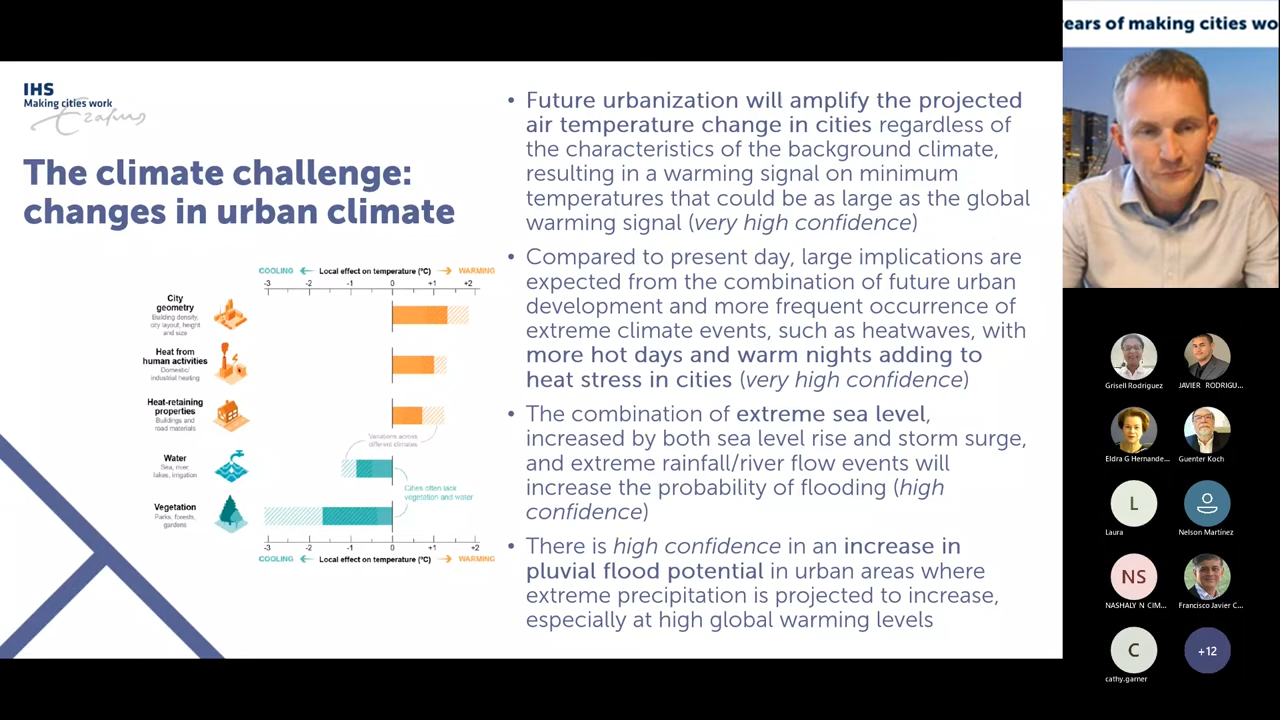 ears of making cities wo
IHS
Making cities work
Erasmus
The climate challenge:
changes in urban climate
COOLING
Local effect on temperature (ºC)
WARMING
-3 -2 -1 0 +1 +2
City
geometry
Building density,
city layout, height
and size
Heat from
human activities
Domestic/
industrial heating
Heat-retaining
properties
Buildings and
road materials
Variations across
different climates
Water
Sea, river,
lakes, irrigation
Cities often lack
vegetation and water
Vegetation
Parks, forests,
gardens
-3 -2 -1 0 +1 +2
COOLING
Local effect on temperature (ºC)
WARMING
• Future urbanization will amplify the projected
air temperature change in cities regardless of
the characteristics of the background climate,
resulting in a warming signal on minimum
temperatures that could be as large as the global
warming signal (very high confidence)
• Compared to present day, large implications are
expected from the combination of future urban
development and more frequent occurrence of
extreme climate events, such as heatwaves, with
more hot days and warm nights adding to
heat stress in cities (very high confidence)
• The combination of extreme sea level,
increased by both sea level rise and storm surge,
and extreme rainfall/river flow events will
increase the probability of flooding (high
confidence)
• There is high confidence in an increase in
pluvial flood potential in urban areas where
extreme precipitation is projected to increase,
especially at high global warming levels
Grisell Rodriguez
JAVIER RODRIGU...
Eldra G Hernande...
Guenter Koch
L
Laura
Nelson Martínez
NS
NASHALY N CIM...
Francisco Javier C...
C
cathy.garner
+12